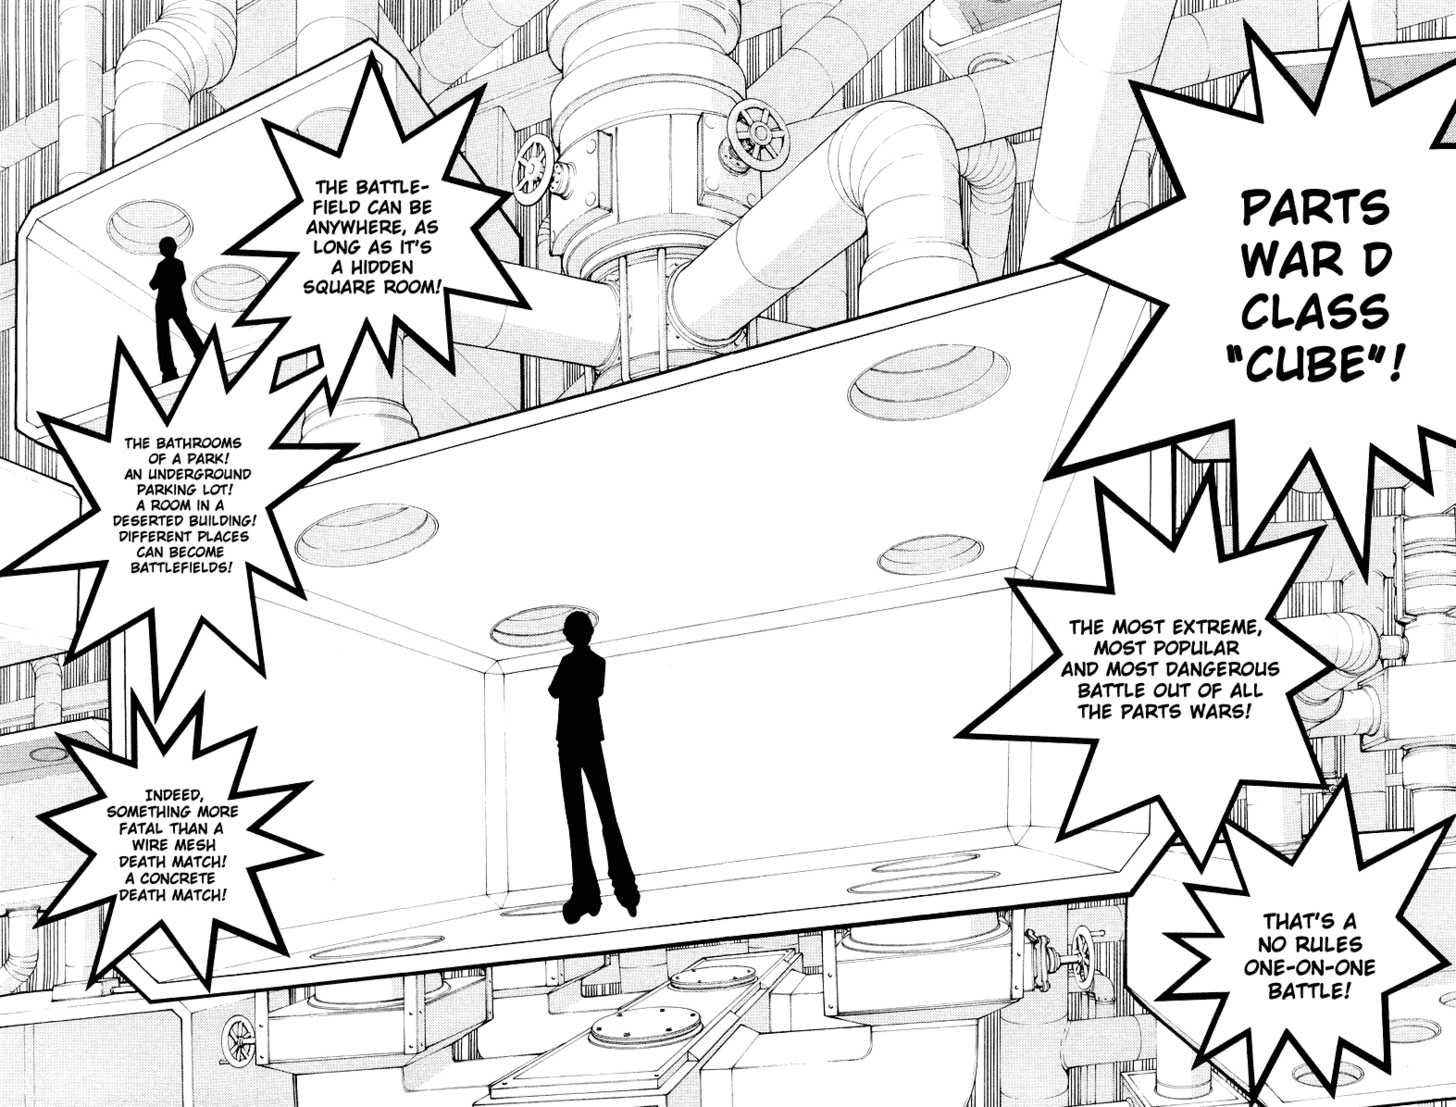 PARTS
WAR D
CLASS
"CUBE"!
THE MOST EXTREME,
MOST POPULAR
AND MOST DANGEROUS
BATTLE OUT OF ALL
THE PARTS WARS!
THAT'S A
NO RULES
ONE-ON-ONE
BATTLE!
THE BATTLE-
FIELD CAN BE
ANYWHERE, AS
LONG AS IT'S
A HIDDEN
SQUARE ROOM!
THE BATHROOMS
OF A PARK!
AN UNDERGROUND
PARKING LOT!
A ROOM IN A
DESERTED BUILDING!
DIFFERENT PLACES
CAN BECOME
BATTLEFIELDS!
INDEED,
SOMETHING MORE
FATAL THAN A
WIRE MESH
DEATH MATCH!
A CONCRETE
DEATH MATCH!